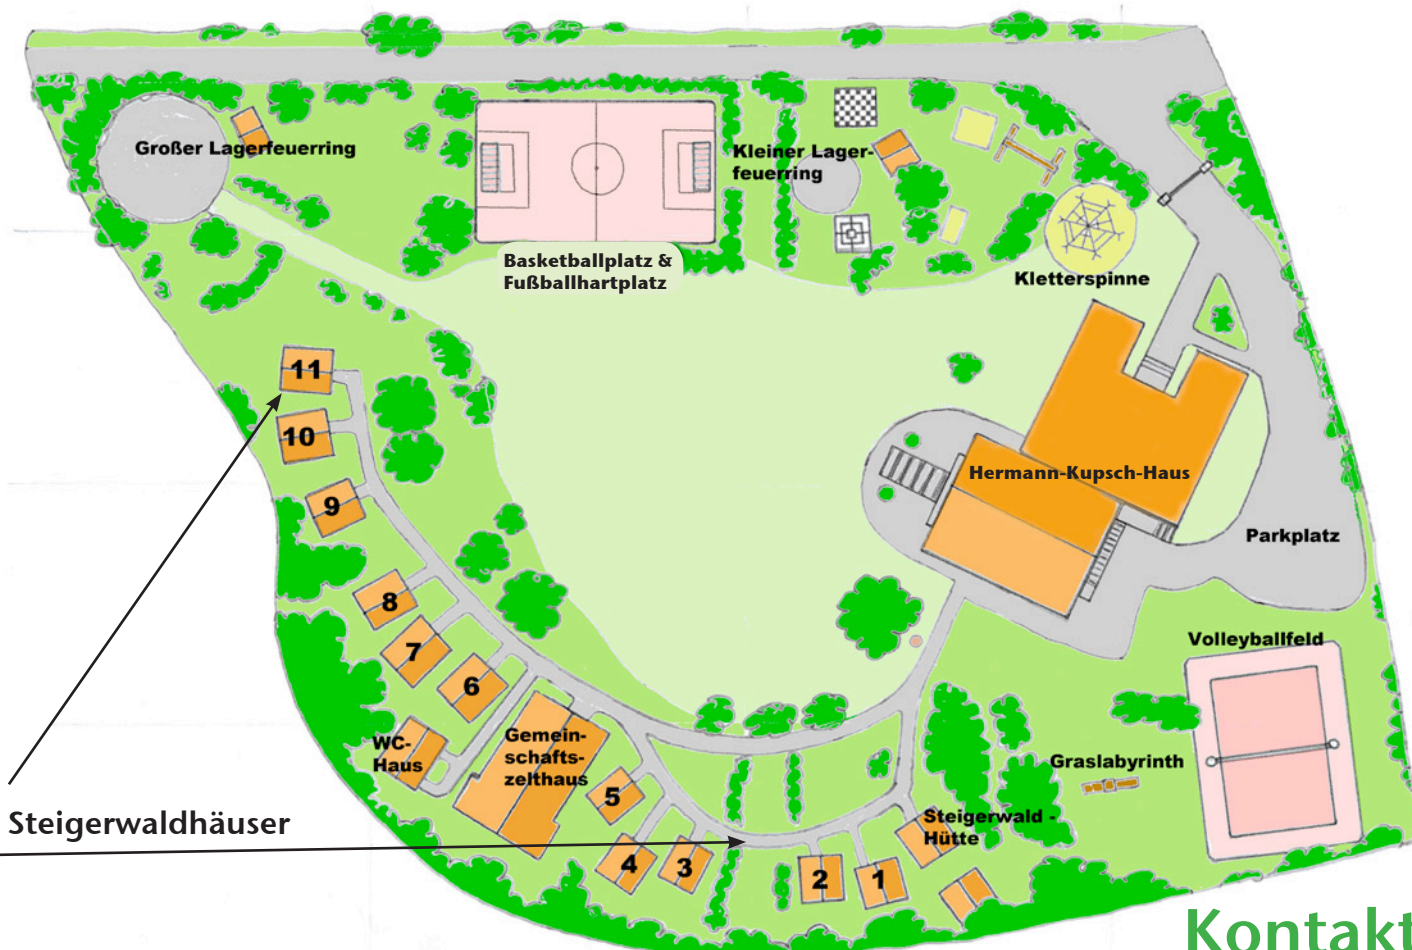 Großer Lagerfeuerring
Kleiner Lager-
feuerring
Basketballplatz &
Fußballhartplatz
Kletterspinne
11
10
9
8
7
6
Hermann-Kupsch-Haus
Parkplatz
Volleyballfeld
WC-
Haus
Gemein-
schafts-
zelthaus
5
4
3
2
1
Graslabyrinth
Steigerwald -
Hütte
Steigerwaldhäuser
Kontakt